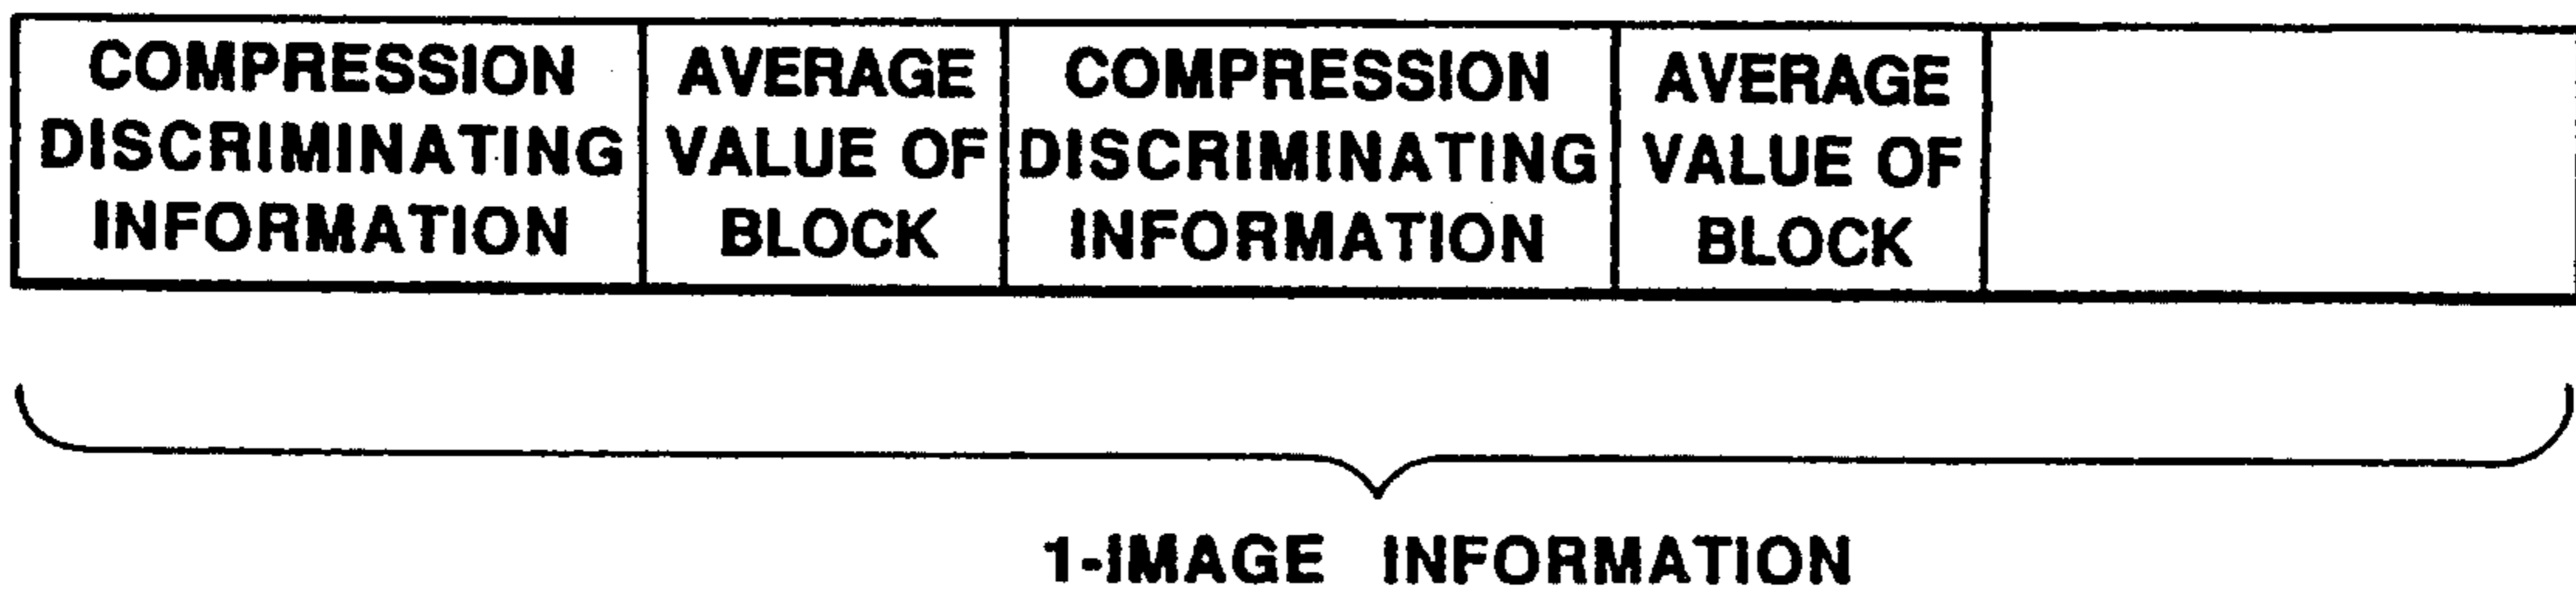 COMPRESSION
DISCRIMINATING
INFORMATION
AVERAGE
VALUE OF
BLOCK
COMPRESSION
DISCRIMINATING
INFORMATION
AVERAGE
VALUE OF
BLOCK
1-IMAGE INFORMATION